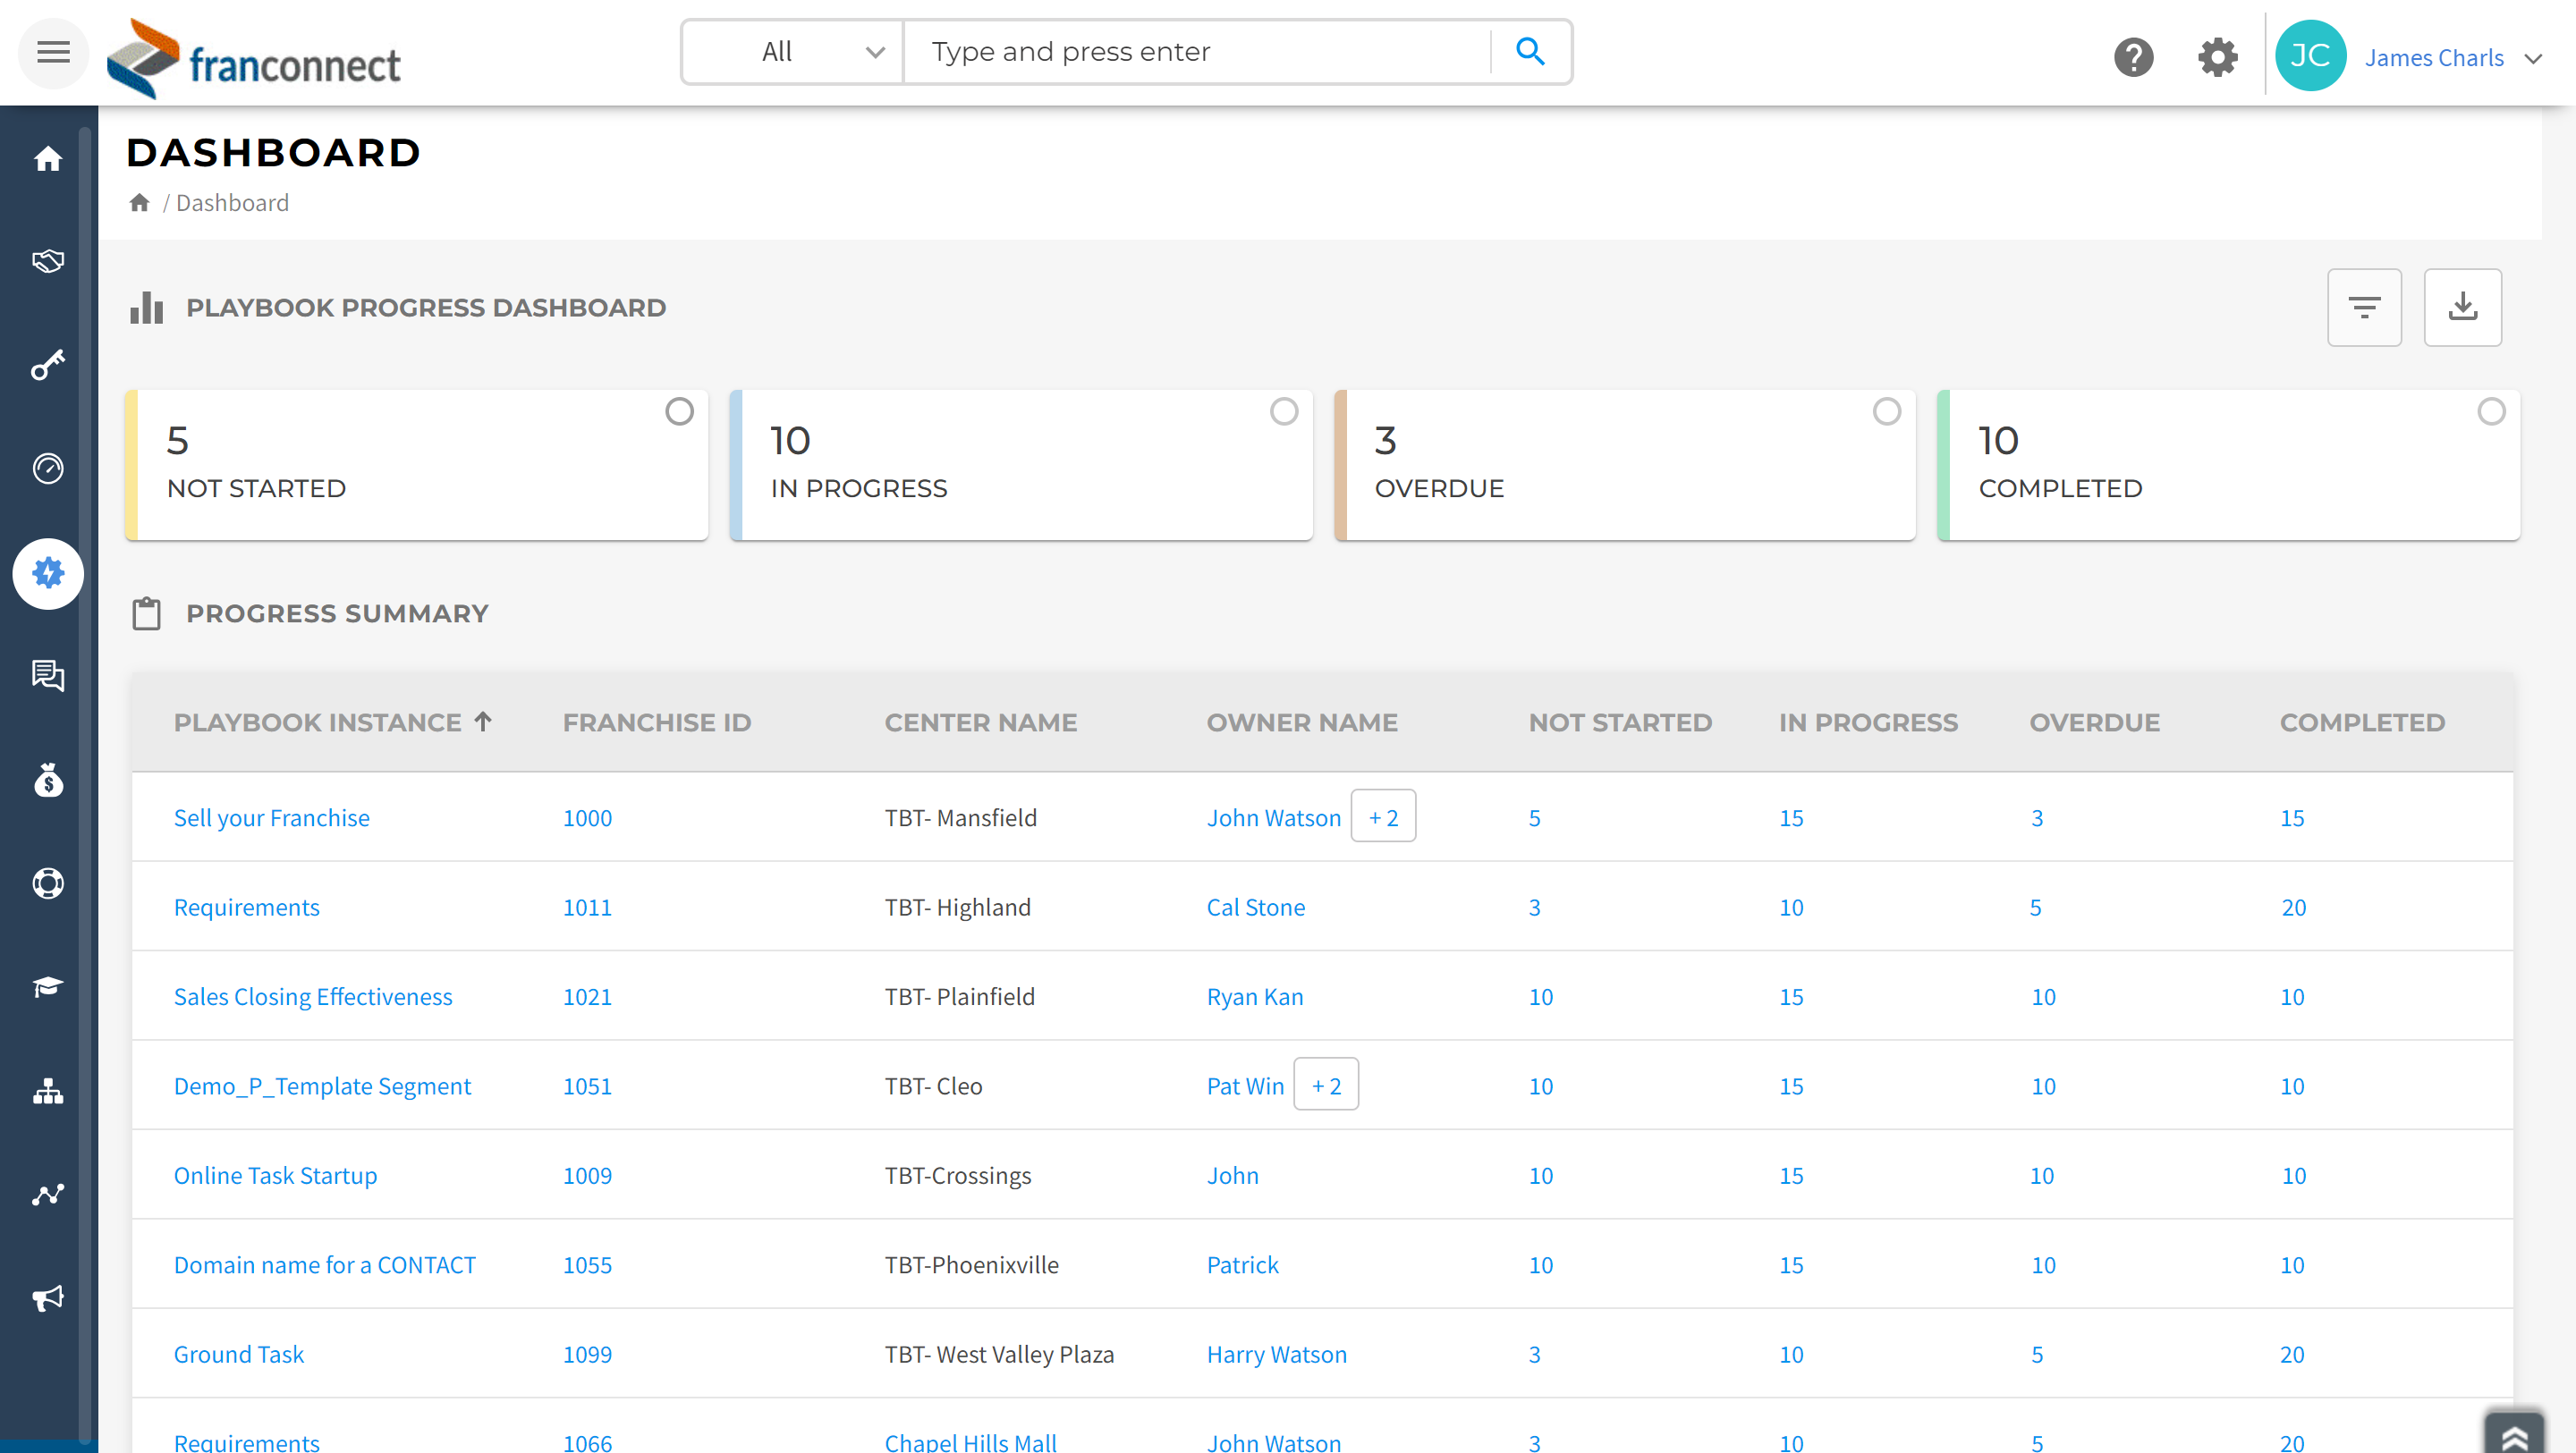 franconnect
All
Type and press enter
JC
James Charls
DASHBOARD
/ Dashboard
PLAYBOOK PROGRESS DASHBOARD
5
NOT STARTED
10
IN PROGRESS
3
OVERDUE
10
COMPLETED
PROGRESS SUMMARY
PLAYBOOK INSTANCE FRANCHISE ID CENTER NAME OWNER NAME NOT STARTED IN PROGRESS OVERDUE COMPLETED
Sell your Franchise 1000 TBT- Mansfield John Watson + 2 5 15 3 15
Requirements 1011 TBT- Highland Cal Stone 3 10 5 20
Sales Closing Effectiveness 1021 TBT- Plainfield Ryan Kan 10 15 10 10
Demo_P_Template Segment 1051 TBT- Cleo Pat Win + 2 10 15 10 10
Online Task Startup 1009 TBT-Crossings John 10 15 10 10
Domain name for a CONTACT 1055 TBT-Phoenixville Patrick 10 15 10 10
Ground Task 1099 TBT- West Valley Plaza Harry Watson 3 10 5 20
Requirements 1066 Chapel Hills Mall John Watson 3 10 5 20